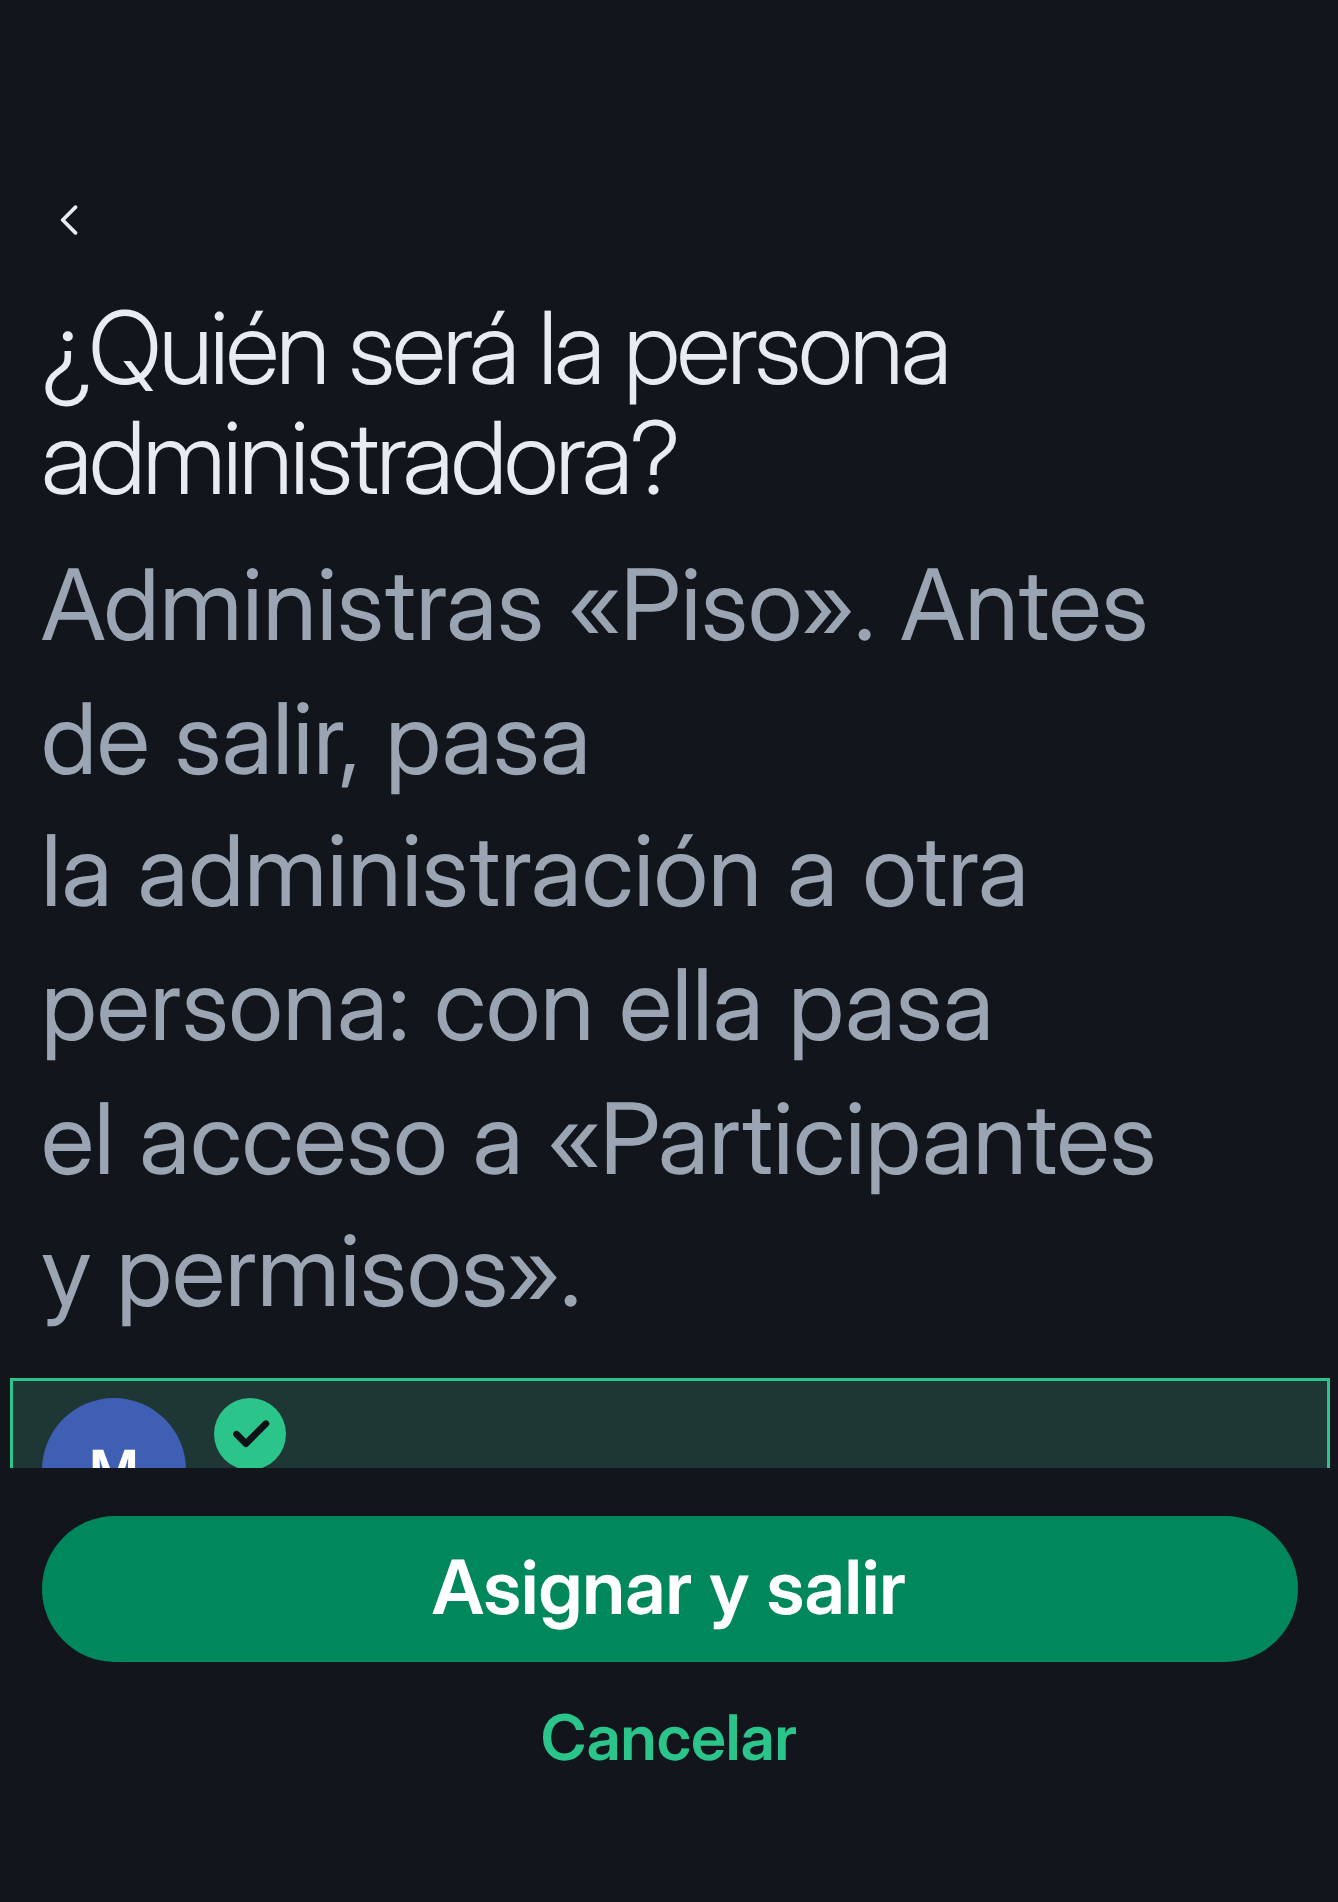 ¿Quién será la persona
administradora?
Administras «Piso». Antes
de salir, pasa
la administración a otra
persona: con ella pasa
el acceso a «Participantes
y permisos».
M
Asignar y salir
Cancelar